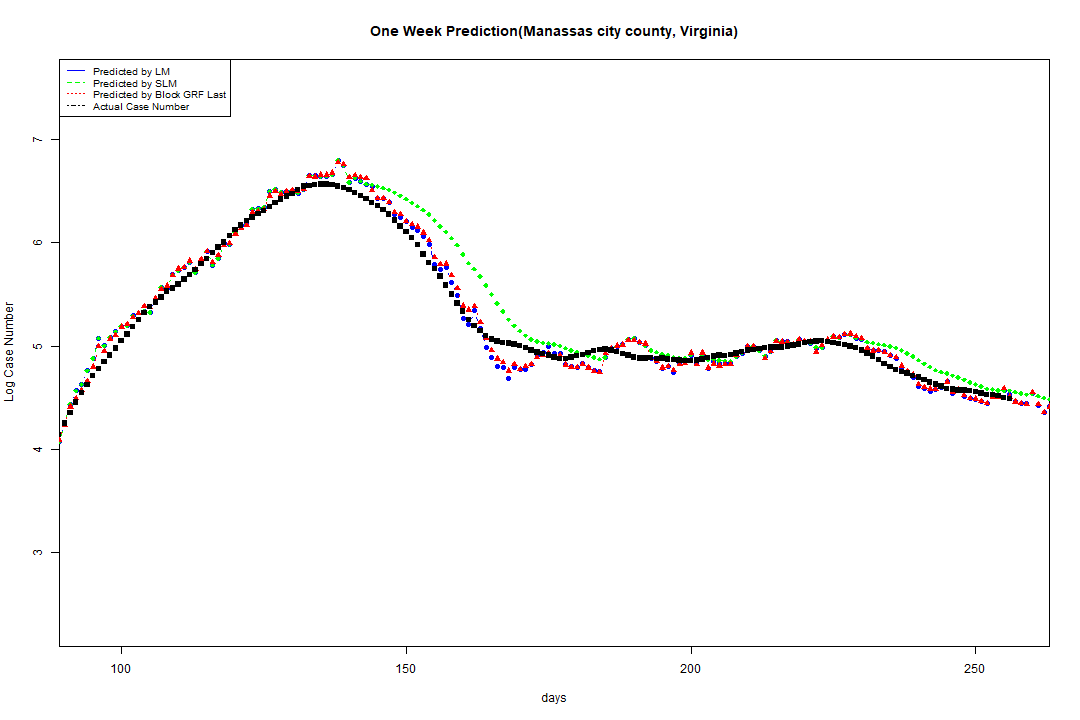 One Week Prediction(Manassas city county, Virginia)
Predicted by LM
Predicted by SLM
Predicted by Block GRF Last
Actual Case Number
7
6
5
4
3
Log Case Number
100 150 200 250
days